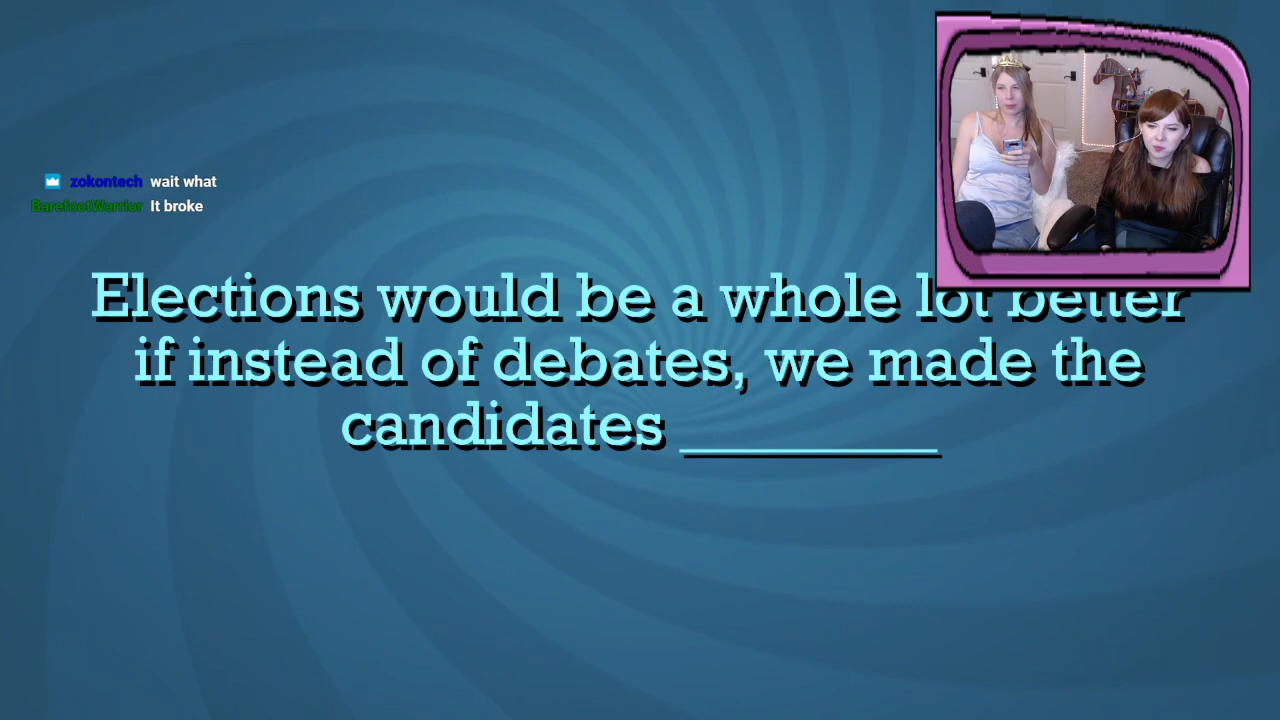 zokontech wait what
BarefootWarrior It broke
Elections would be a whole lot better
if instead of debates, we made the
candidates _________